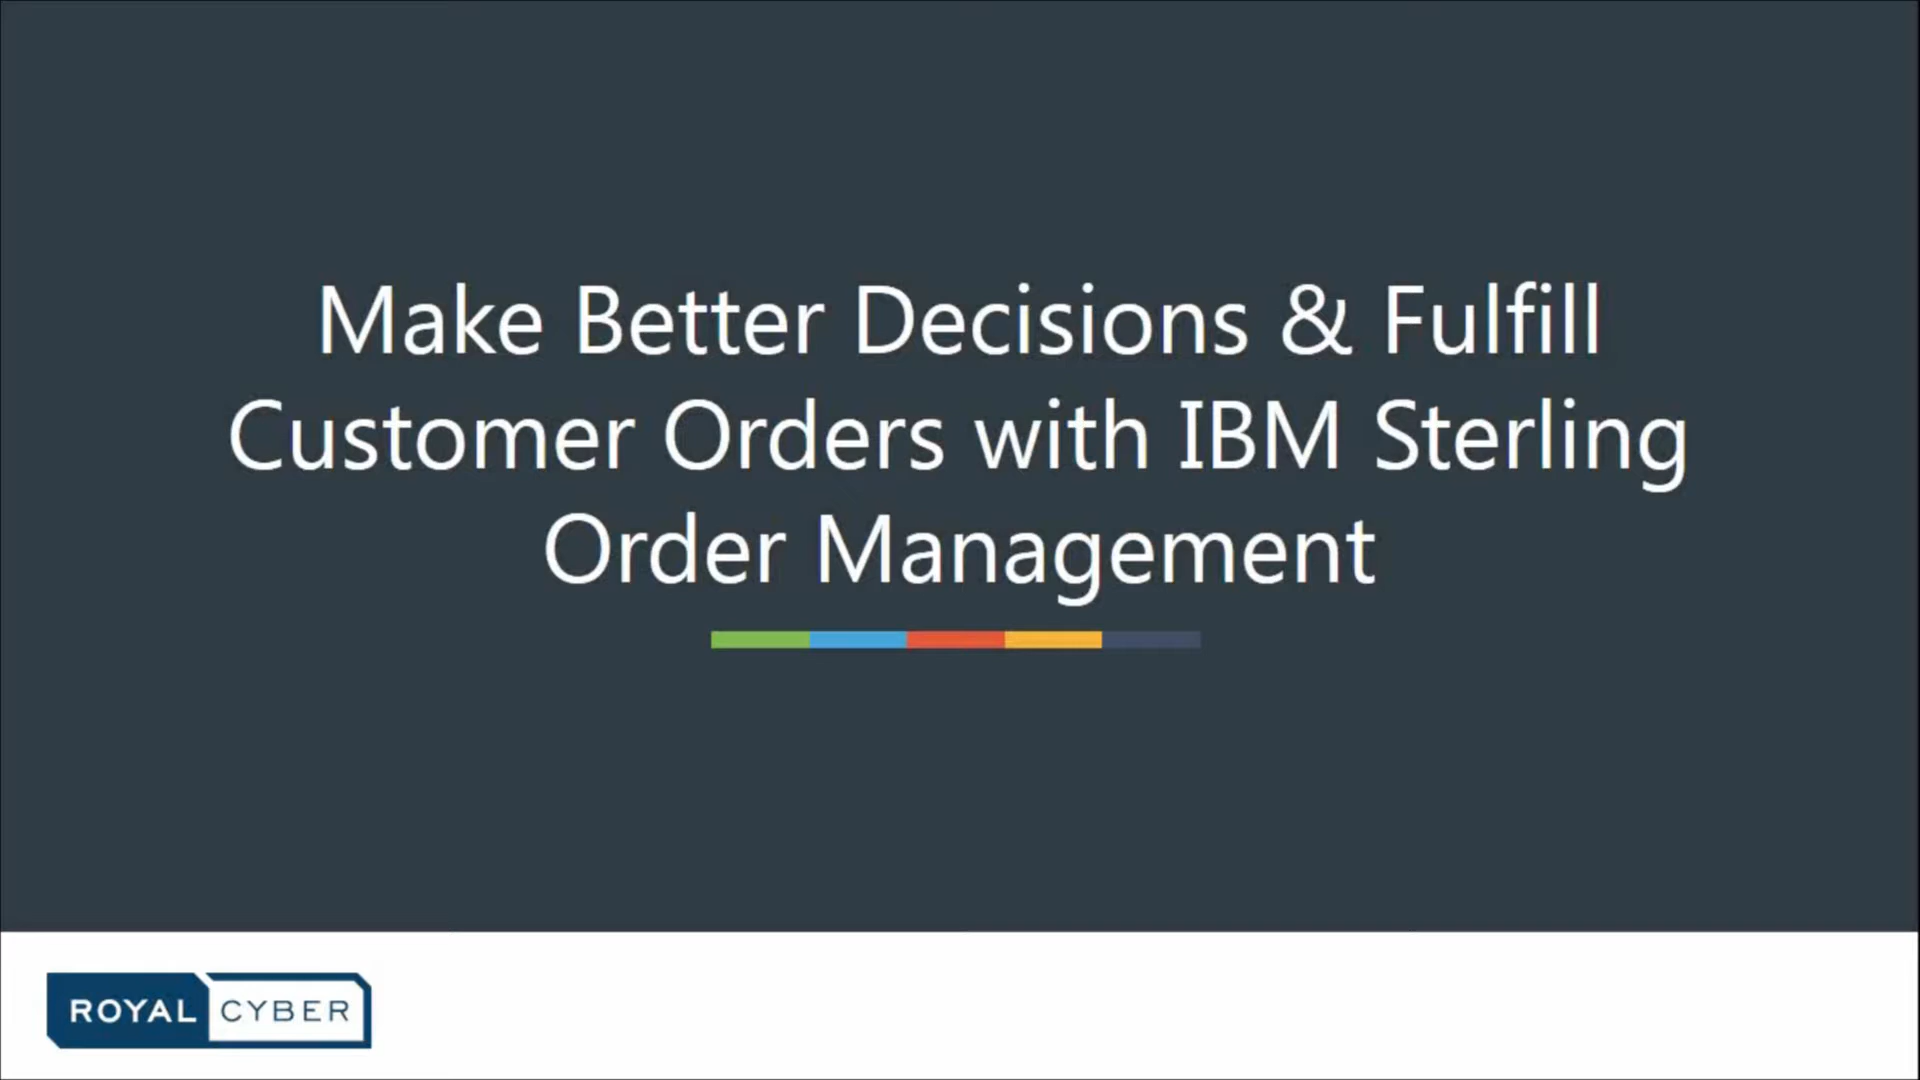 Make Better Decisions & Fulfill
Customer Orders with IBM Sterling
Order Management
ROYAL CYBER